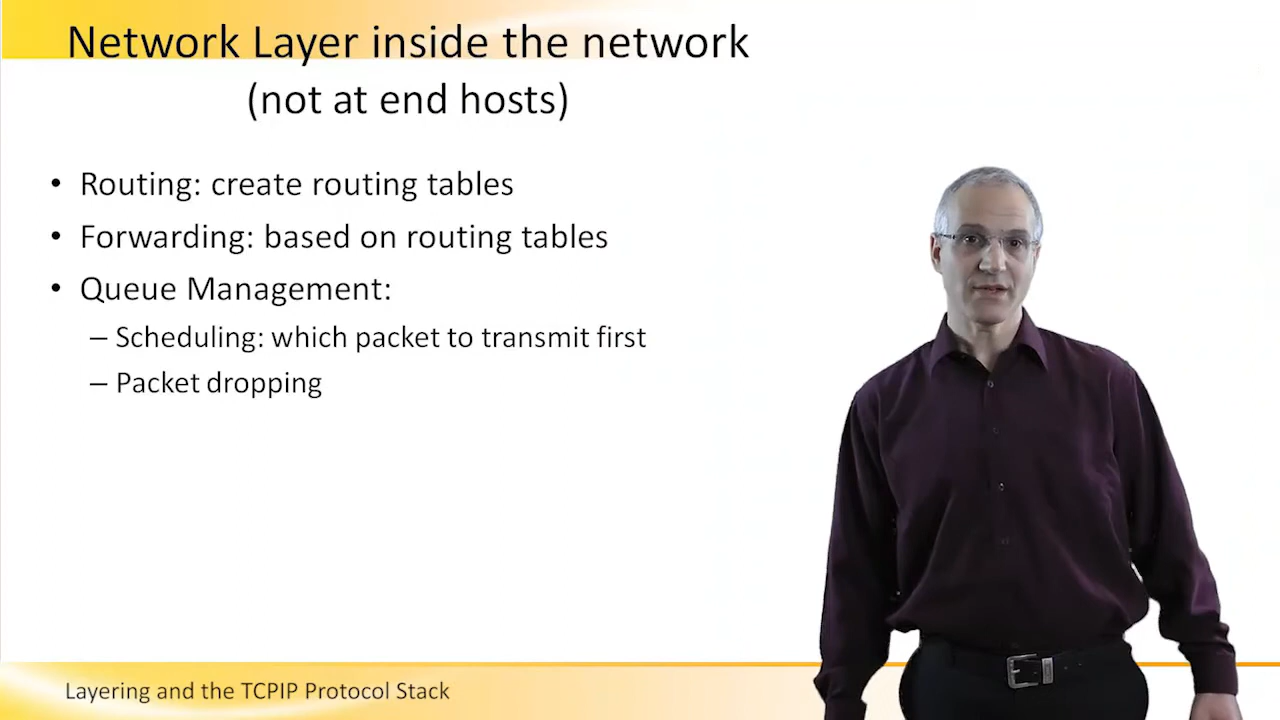 Network Layer inside the network
(not at end hosts)
• Routing: create routing tables
• Forwarding: based on routing tables
• Queue Management:
– Scheduling: which packet to transmit first
– Packet dropping
Layering and the TCPIP Protocol Stack